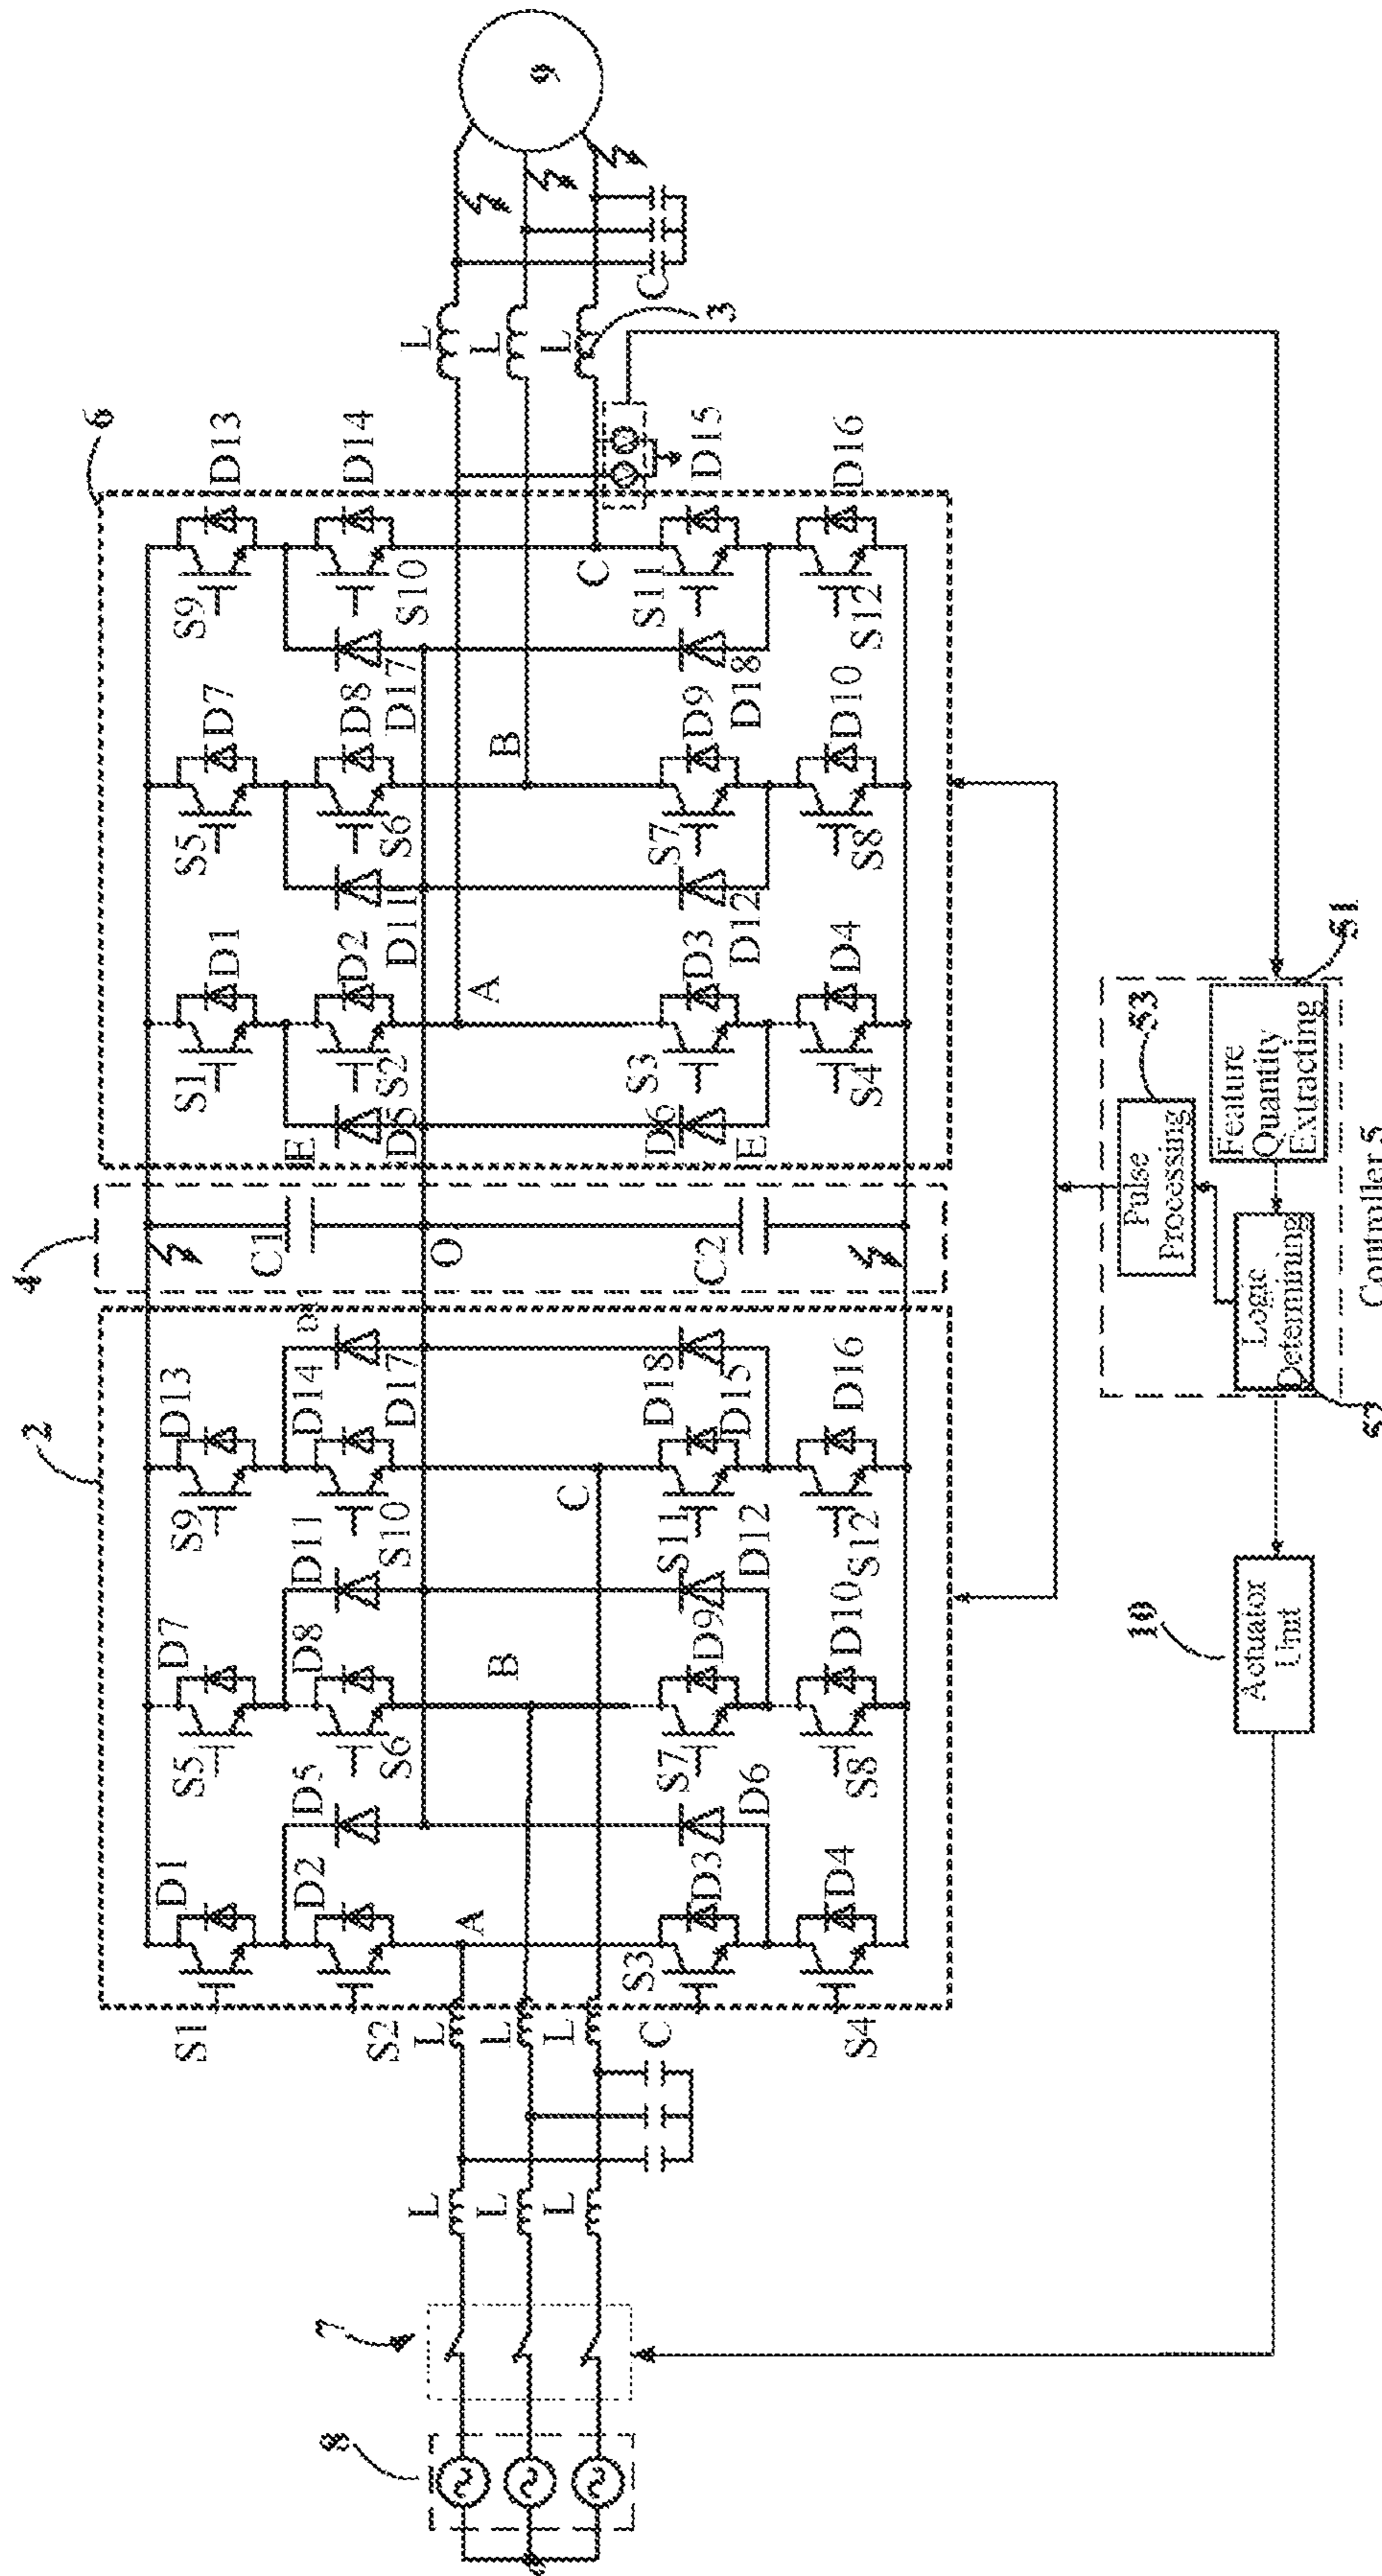 8
7
L
L
L
C
L
L
L
2
S1
S2
S3
S4
D1
D2
D3
D4
D5
D6
A
S5
S6
S7
S8
D7
D8
D9
D10
D11
D12
B
S9
S10
S11
S12
D13
D14
D15
D16
D17
D18
C
4
C1
O
C2
6
E
E
S1
S2
S3
S4
D1
D2
D3
D4
D5
D6
A
S5
S6
S7
S8
D7
D8
D9
D10
D11
D12
B
S9
S10
S11
S12
D13
D14
D15
D16
D17
D18
C
L
L
L
3
C
9
10
Actuator
Unit
Logic
Determining
Pulse
Processing
53
Feature
Quantity
Extracting
51
Controller 5